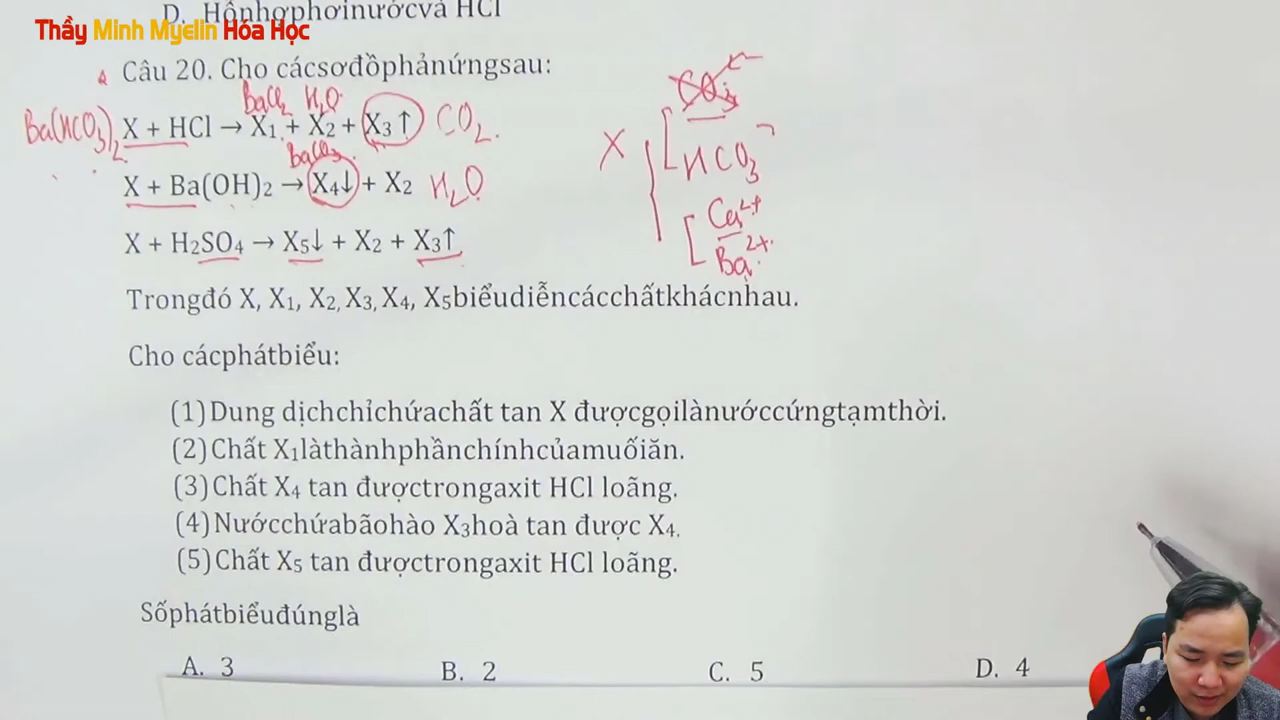 D. Hỗnhợphơinướcvà HCl
Thầy Minh Myelin Hóa Học
Câu 20. Cho cácsơđồphảnứngsau:
BaCl2 H2O
Ba(HCO3)2 X + HCl → X1 + X2 + X3↑ CO2
BaCO3
X + Ba(OH)2 → X4↓ + X2 H2O
X + H2SO4 → X5↓ + X2 + X3↑
X
CO3
HCO3
Ca2+
Ba2+
Trongđó X, X1, X2, X3, X4, X5biểudiễncácchấtkhácnhau.
Cho cácphátbiểu:
(1)Dung dịchchỉchứachất tan X đượcgọilànướccứngtạmthời.
(2)Chất X1làthànhphầnchínhcủamuốiăn.
(3)Chất X4 tan đượctrongaxit HCl loãng.
(4)Nướcchứabãohào X3hoà tan được X4.
(5)Chất X5 tan đượctrongaxit HCl loãng.
Sốphátbiểuđúnglà
A. 3 B. 2 C. 5 D. 4